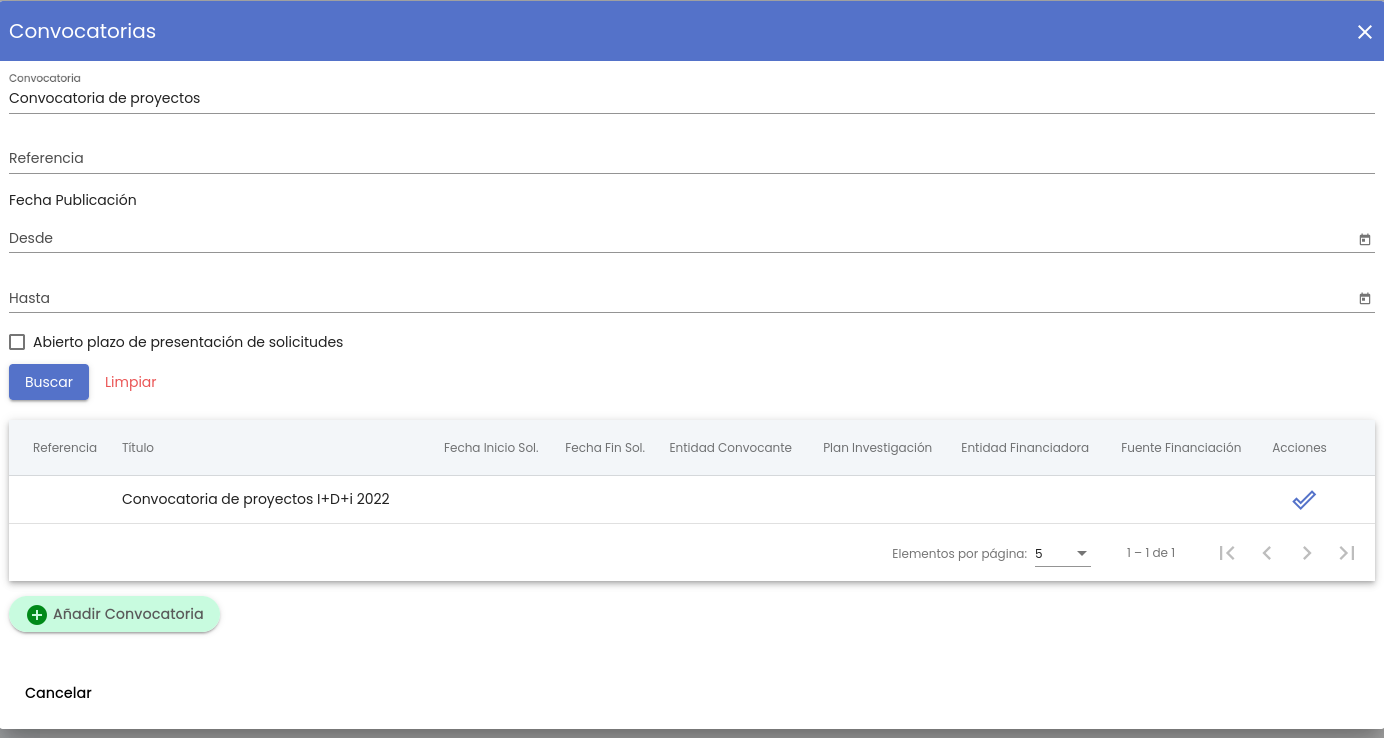 Convocatorias
Convocatoria
Convocatoria de proyectos
Referencia
Fecha Publicación
Desde
Hasta
Abierto plazo de presentación de solicitudes
Buscar Limpiar
Referencia Título Fecha Inicio Sol. Fecha Fin Sol. Entidad Convocante Plan Investigación Entidad Financiadora Fuente Financiación Acciones
Convocatoria de proyectos I+D+i 2022
Elementos por página: 5 1 – 1 de 1
Añadir Convocatoria
Cancelar